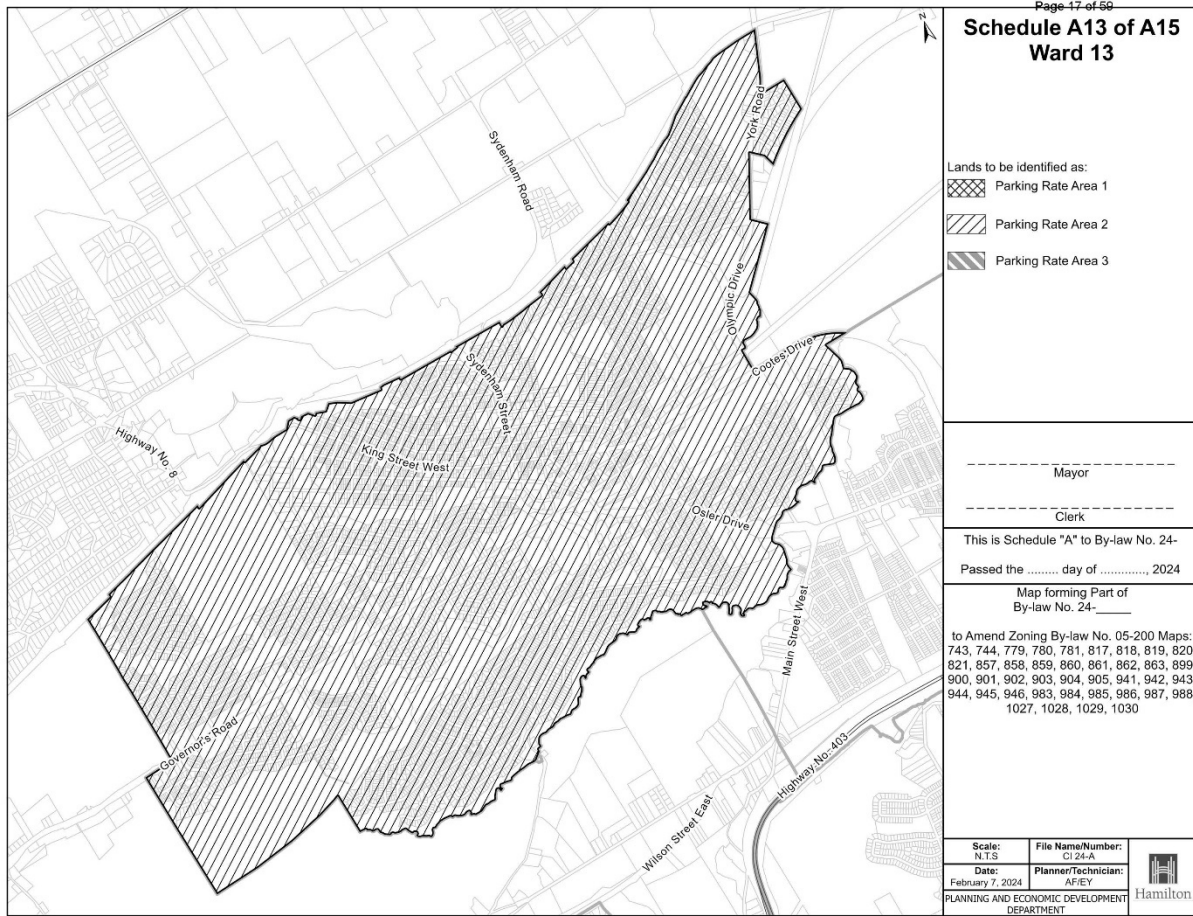 Page 17 of 59
Schedule A13 of A15
Ward 13
Lands to be identified as:
Parking Rate Area 1
Parking Rate Area 2
Parking Rate Area 3
Mayor
Clerk
This is Schedule "A" to By-law No. 24-
Passed the ......... day of ............, 2024
Map forming Part of
By-law No. 24-_____
to Amend Zoning By-law No. 05-200 Maps:
743, 744, 779, 780, 781, 817, 818, 819, 820
821, 857, 858, 859, 860, 861, 862, 863, 899
900, 901, 902, 903, 904, 905, 941, 942, 943
944, 945, 946, 983, 984, 985, 986, 987, 988
1027, 1028, 1029, 1030
Scale:
N.T.S
File Name/Number:
CI 24-A
Date:
February 7, 2024
Planner/Technician:
AF/EY
PLANNING AND ECONOMIC DEVELOPMENT
DEPARTMENT
Hamilton
N
York Road
Sydenham Road
Olympic Drive
Cootes Drive
Sydenham Street
King Street West
Highway No. 8
Osler Drive
Main Street West
Governor's Road
Highway No. 403
Wilson Street East